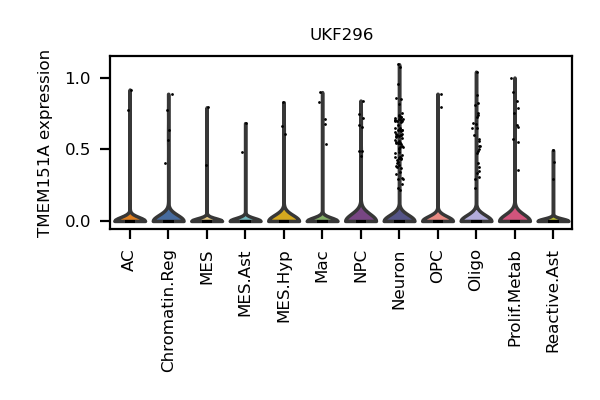 UKF296
TMEM151A expression
1.0
0.5
0.0
AC
Chromatin.Reg
MES
MES.Ast
MES.Hyp
Mac
NPC
Neuron
OPC
Oligo
Prolif.Metab
Reactive.Ast